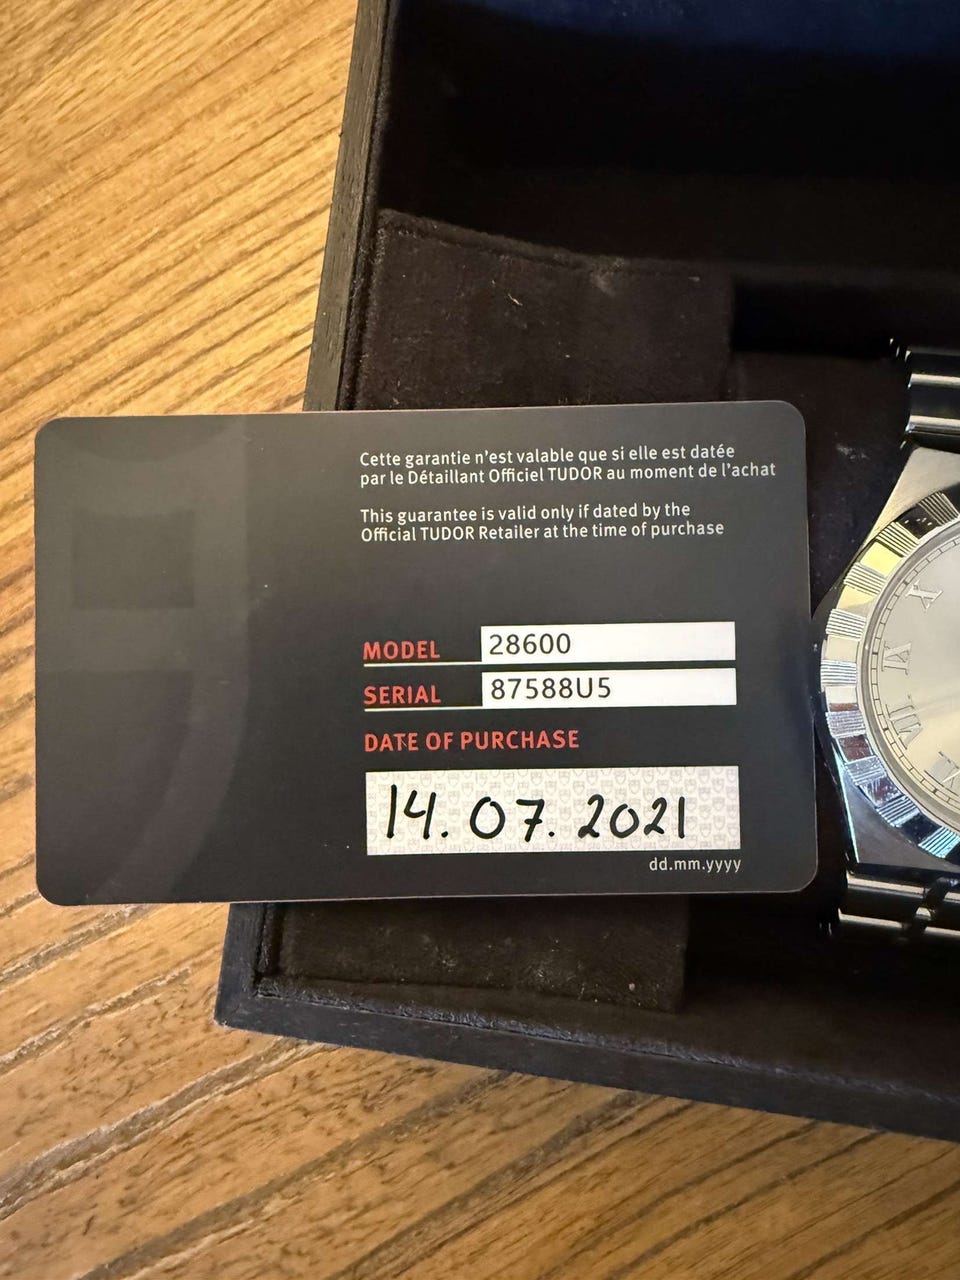 Cette garantie n'est valable que si elle est datée
par le Détaillant Officiel TUDOR au moment de l'achat
This guarantee is valid only if dated by the
Official TUDOR Retailer at the time of purchase
MODEL 28600
SERIAL 87588U5
DATE OF PURCHASE
14.07.2021
dd.mm.yyyy
X
IX
VIII